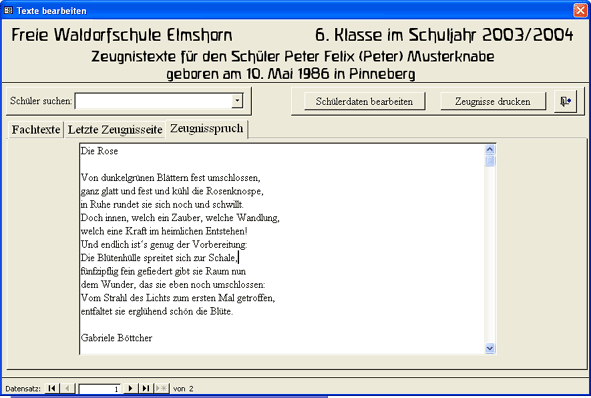 Texte bearbeiten
Freie Waldorfschule Elmshorn 6. Klasse im Schuljahr 2003/2004
Zeugnistexte für den Schüler Peter Felix (Peter) Musterknabe
geboren am 10. Mai 1986 in Pinneberg
Schüler suchen: Schülerdaten bearbeiten Zeugnisse drucken
Fachtexte Letzte Zeugnisseite Zeugnisspruch
Die Rose
Von dunkelgrünen Blättern fest umschlossen,
ganz glatt und fest und kühl die Rosenknospe,
in Ruhe rundet sie sich noch und schwillt.
Doch innen, welch ein Zauber, welche Wandlung,
welch eine Kraft im heimlichen Entstehen!
Und endlich ist´s genug der Vorbereitung:
Die Blütenhülle spreitet sich zur Schale,
fünfzipflig fein gefiedert gibt sie Raum nun
dem Wunder, das sie eben noch umschlossen:
Vom Strahl des Lichts zum ersten Mal getroffen,
entfaltet sie erglühend schön die Blüte.
Gabriele Böttcher
Datensatz: 1 von 2